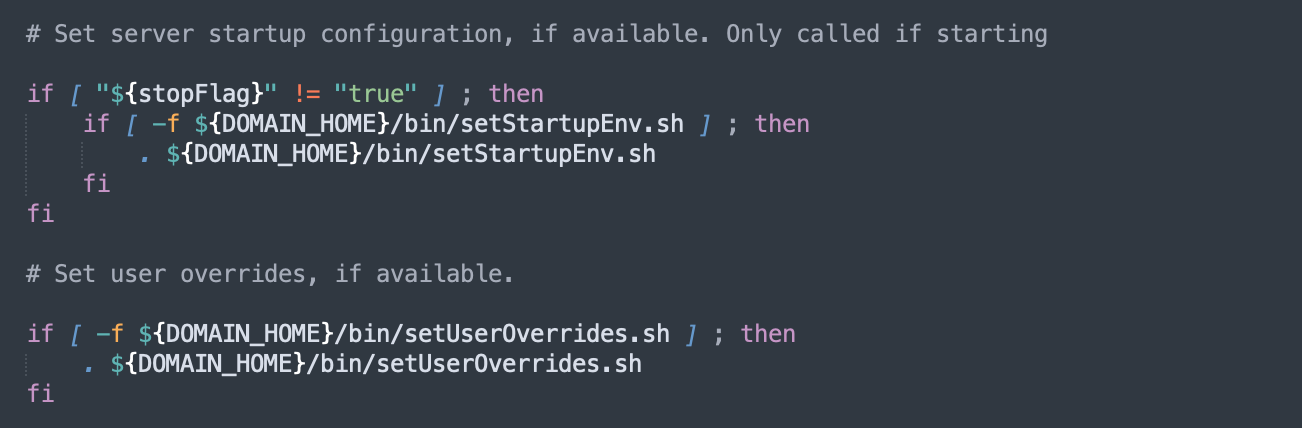 # Set server startup configuration, if available. Only called if starting
if [ "${stopFlag}" != "true" ] ; then
if [ -f ${DOMAIN_HOME}/bin/setStartupEnv.sh ] ; then
. ${DOMAIN_HOME}/bin/setStartupEnv.sh
fi
fi
# Set user overrides, if available.
if [ -f ${DOMAIN_HOME}/bin/setUserOverrides.sh ] ; then
. ${DOMAIN_HOME}/bin/setUserOverrides.sh
fi